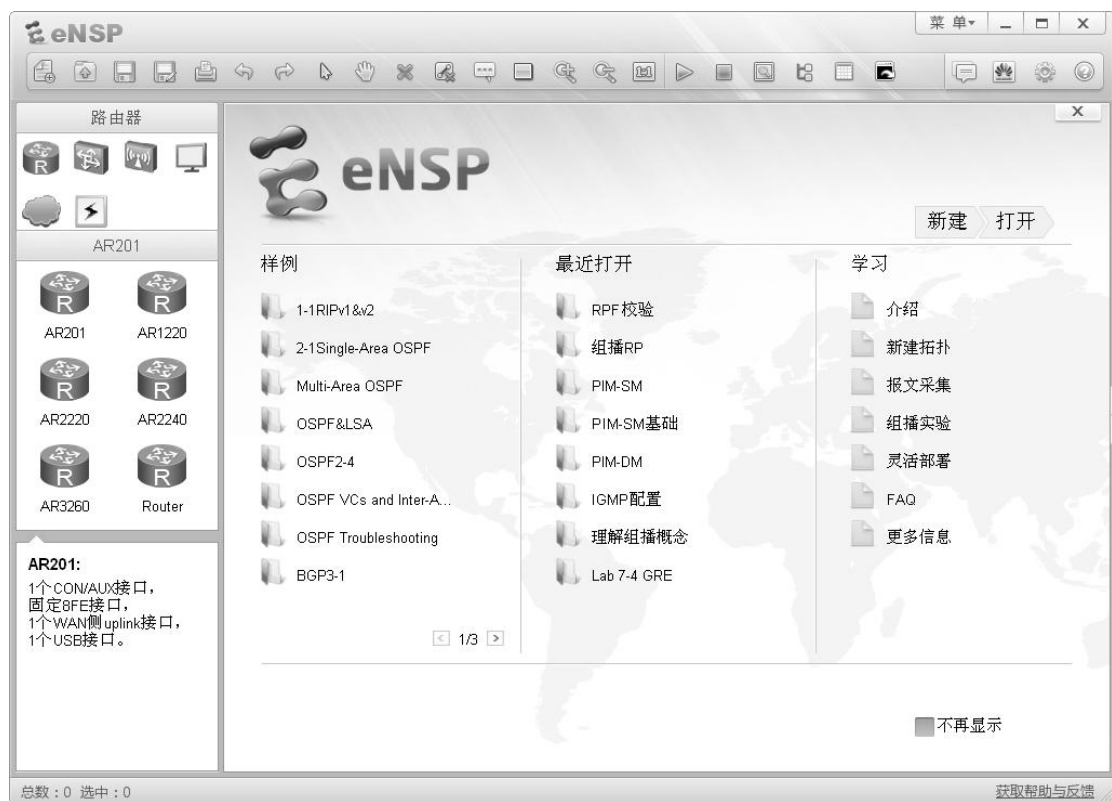 eNSP
菜 单
1:1
路由器
R
AR201
R R
AR201 AR1220
R R
AR2220 AR2240
R R
AR3260 Router
AR201:
1个CON/AUX接口，
固定8FE接口，
1个WAN侧uplink接口，
1个USB接口。
eNSP
新建 打开
样例
1-1RIPv1&v2
2-1Single-Area OSPF
Multi-Area OSPF
OSPF&LSA
OSPF2-4
OSPF VCs and Inter-A...
OSPF Troubleshooting
BGP3-1
1/3
最近打开
RPF校验
组播RP
PIM-SM
PIM-SM基础
PIM-DM
IGMP配置
理解组播概念
Lab 7-4 GRE
学习
介绍
新建拓扑
报文采集
组播实验
灵活部署
FAQ
更多信息
不再显示
总数：0 选中：0
获取帮助与反馈